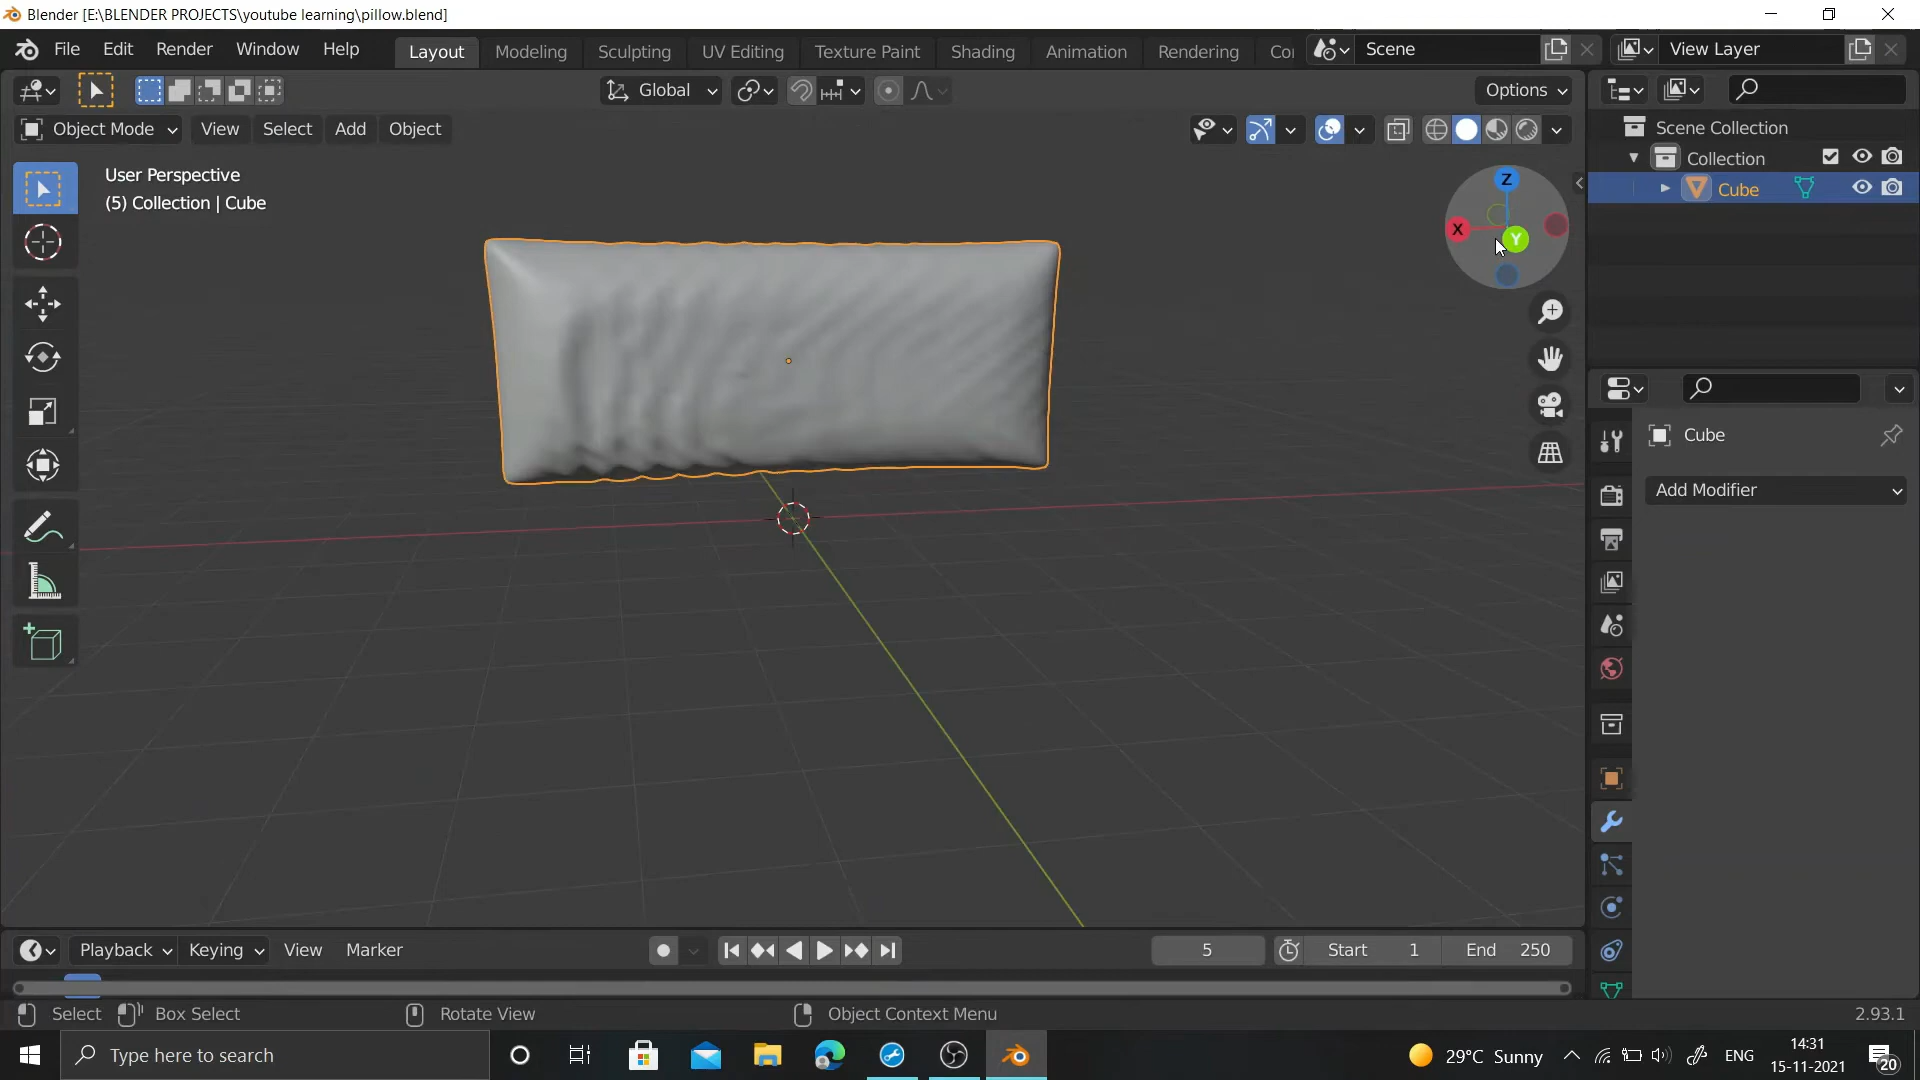 Blender [E:\BLENDER PROJECTS\youtube learning\pillow.blend]
File Edit Render Window Help Layout Modeling Sculpting UV Editing Texture Paint Shading Animation Rendering Co Scene View Layer
Global Options
Object Mode View Select Add Object
User Perspective
(5) Collection | Cube
Z
X
Y
Scene Collection
Collection
Cube
Cube
Add Modifier
Playback Keying View Marker 5 Start 1 End 250
Select Box Select Rotate View Object Context Menu 2.93.1
Type here to search 29°C Sunny ENG 14:31
15-11-2021 20